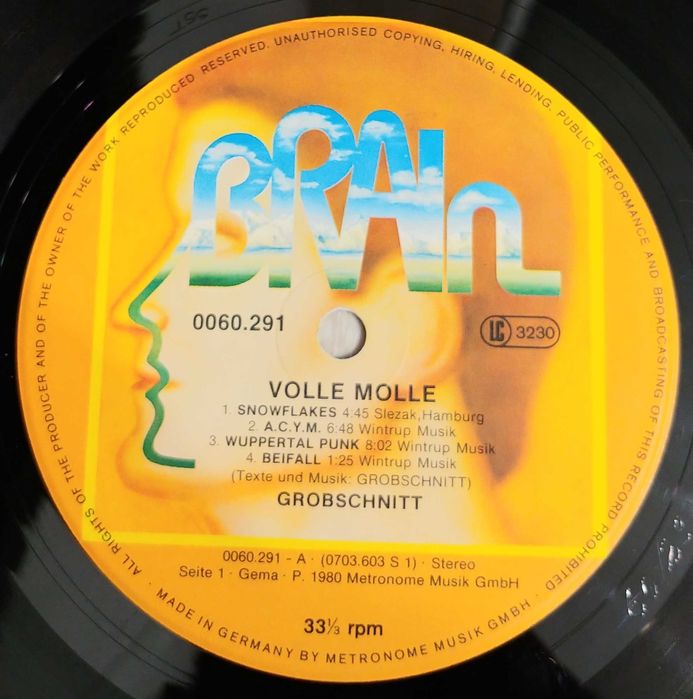 ALL RIGHTS OF THE PRODUCER AND OF THE OWNER OF THE WORK REPRODUCED RESERVED. UNAUTHORISED COPYING, HIRING, LENDING, PUBLIC PERFORMANCE AND BROADCASTING OF THIS RECORD PROHIBITED
BRAIN
0060.291
LC 3230
VOLLE MOLLE
1. SNOWFLAKES 4:45 Slezak, Hamburg
2. A.C.Y.M. 6:48 Wintrup Musik
3. WUPPERTAL PUNK 8:02 Wintrup Musik
4. BEIFALL 1:25 Wintrup Musik
(Texte und Musik: GROBSCHNITT)
GROBSCHNITT
0060.291 - A · (0703.603 S 1) · Stereo
Seite 1 · Gema · P. 1980 Metronome Musik GmbH
33⅓ rpm
· MADE IN GERMANY BY METRONOME MUSIK GMBH ·